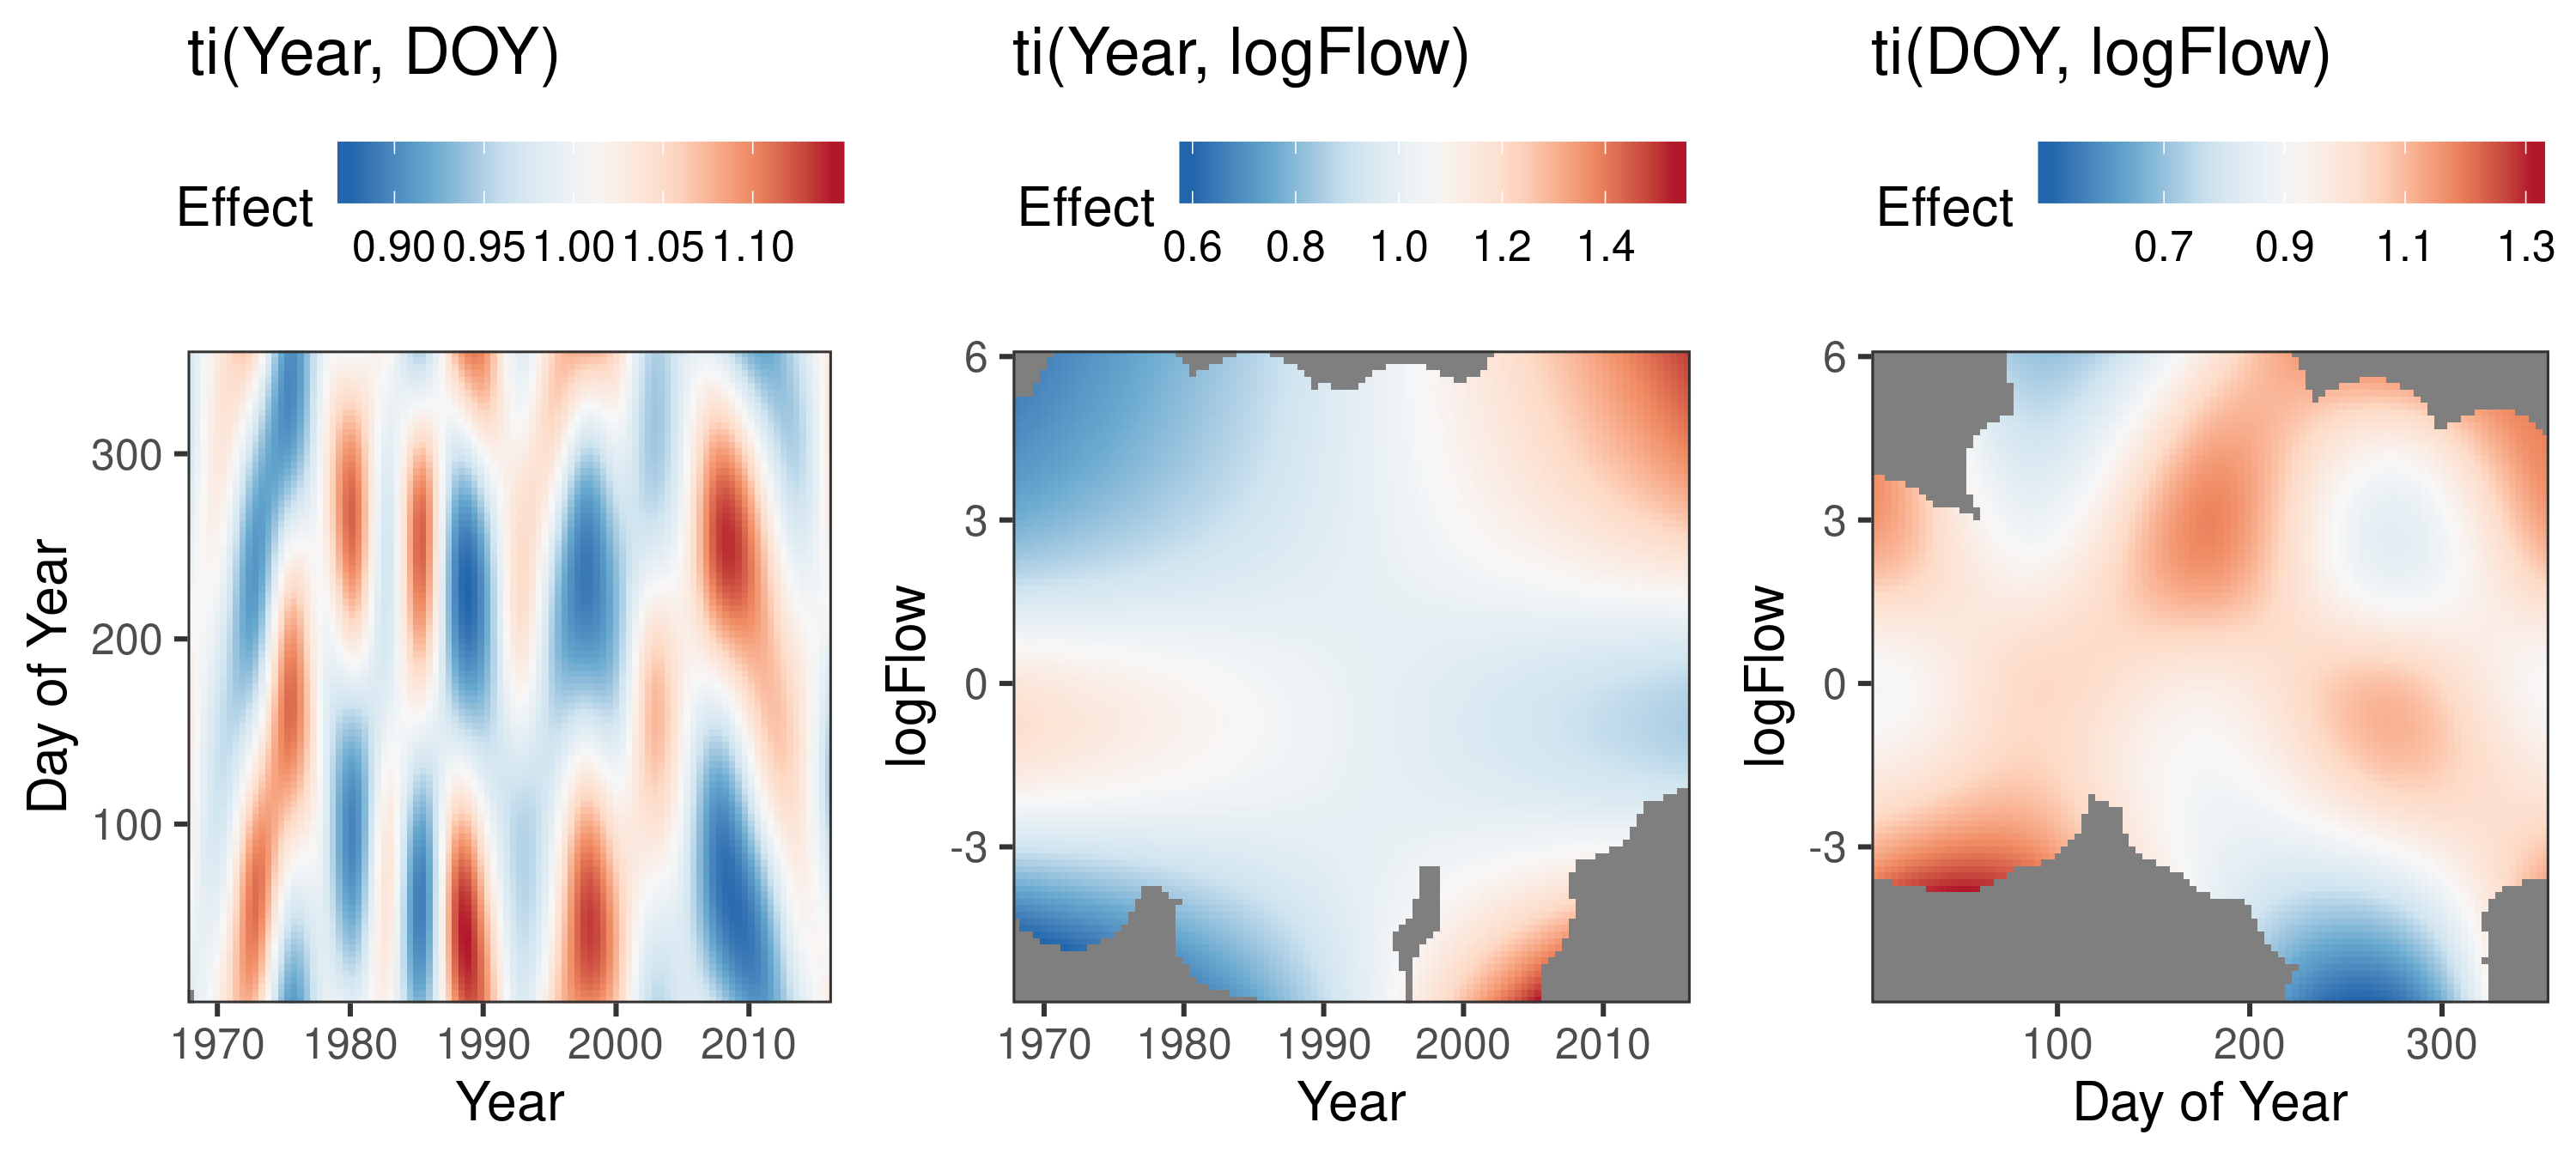 ti(Year, DOY)
Effect
0.90 0.95 1.00 1.05 1.10
300
200
100
Day of Year
1970 1980 1990 2000 2010
Year
ti(Year, logFlow)
Effect
0.6 0.8 1.0 1.2 1.4
6
3
0
-3
logFlow
1970 1980 1990 2000 2010
Year
ti(DOY, logFlow)
Effect
0.7 0.9 1.1 1.3
6
3
0
-3
logFlow
100 200 300
Day of Year